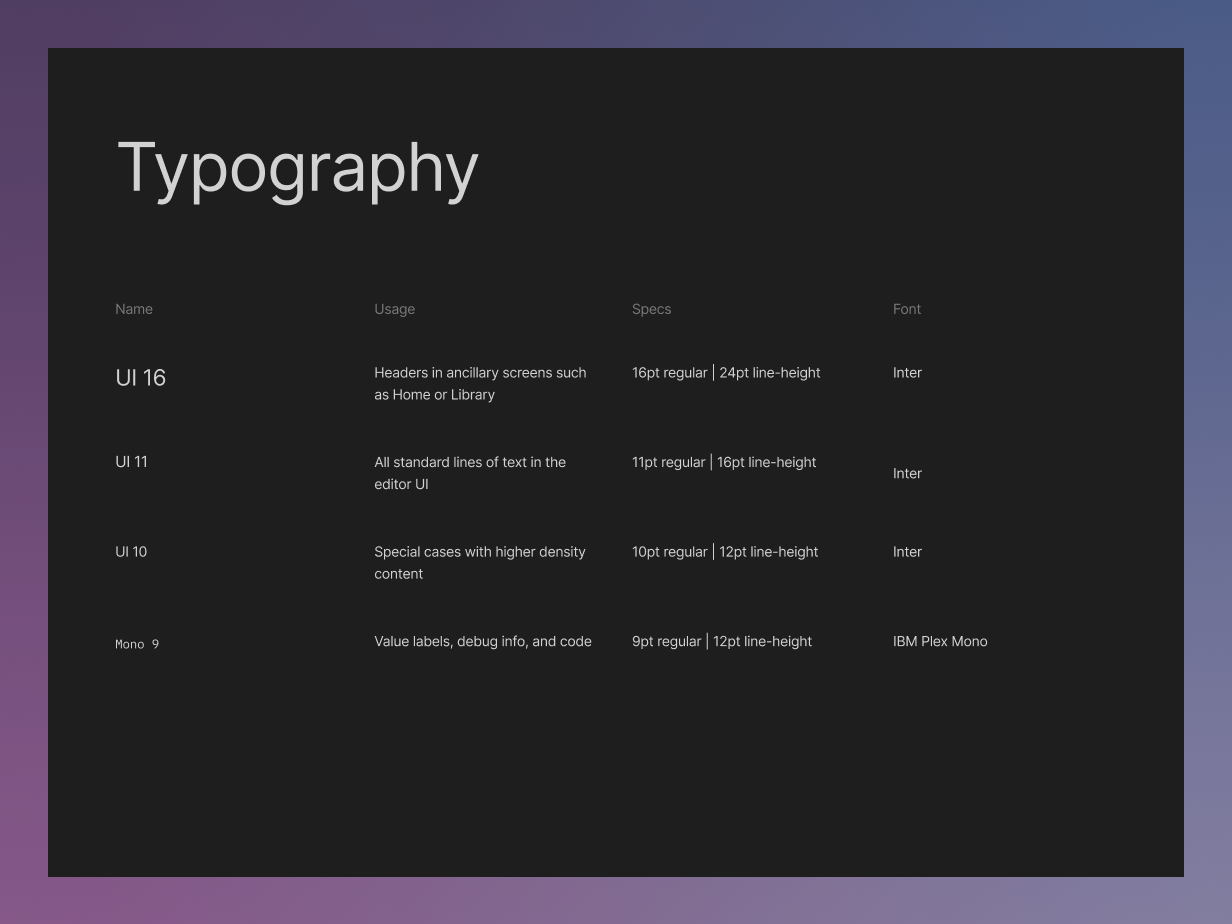 Typography
Name Usage Specs Font
UI 16 Headers in ancillary screens such 16pt regular | 24pt line-height Inter
as Home or Library
UI 11 All standard lines of text in the 11pt regular | 16pt line-height
editor UI Inter
UI 10 Special cases with higher density 10pt regular | 12pt line-height Inter
content
Mono 9 Value labels, debug info, and code 9pt regular | 12pt line-height IBM Plex Mono